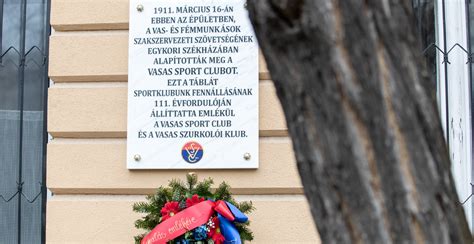 1911. MÁRCIUS 16-ÁN
EBBEN AZ ÉPÜLETBEN,
A VAS- ÉS FÉMMUNKÁSOK
SZAKSZERVEZETI SZÖVETSÉGÉNEK
EGYKORI SZÉKHÁZÁBAN
ALAPÍTOTTÁK MEG A
VASAS SPORT CLUBOT.
EZT A TÁBLÁT
SPORTKLUBUNK FENNÁLLÁSÁNAK
111. ÉVFORDULÓJÁN
ÁLLÍTTATTA EMLÉKÜL
A VASAS SPORT CLUB
ÉS A VASAS SZURKOLÓI KLUB.